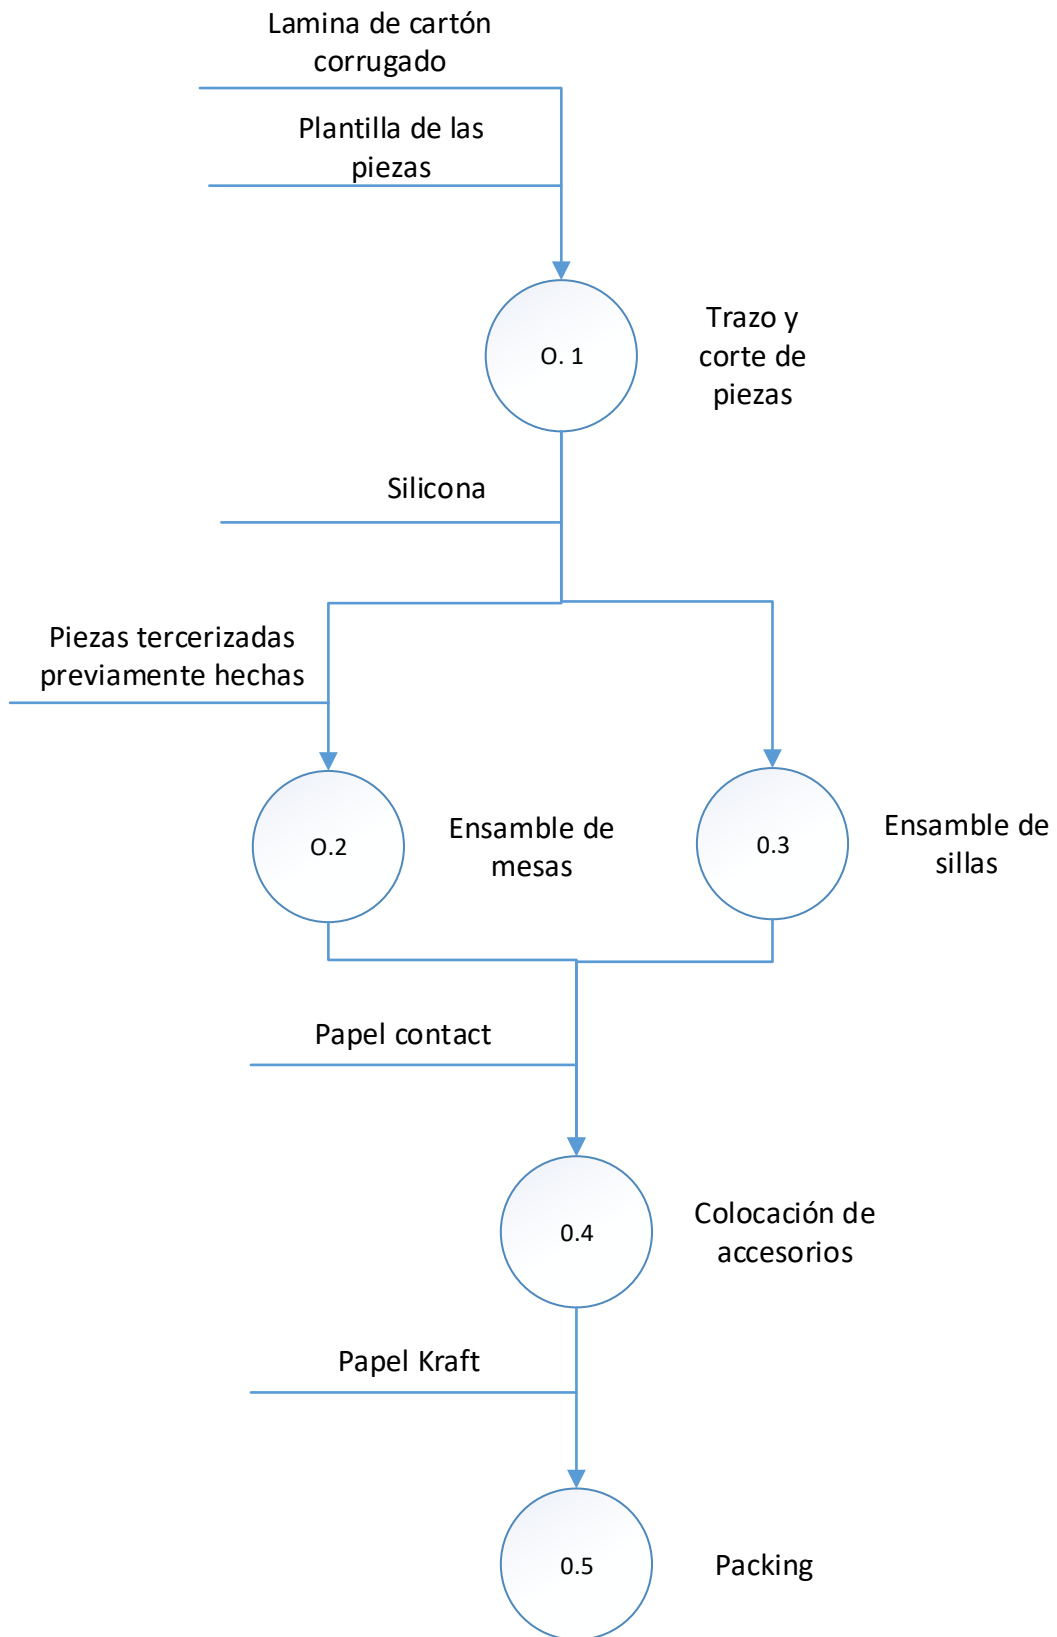 Lamina de cartón
corrugado
Plantilla de las
piezas
O. 1
Trazo y
corte de
piezas
Silicona
Piezas tercerizadas
previamente hechas
O.2
Ensamble de
mesas
0.3
Ensamble de
sillas
Papel contact
0.4
Colocación de
accesorios
Papel Kraft
0.5
Packing